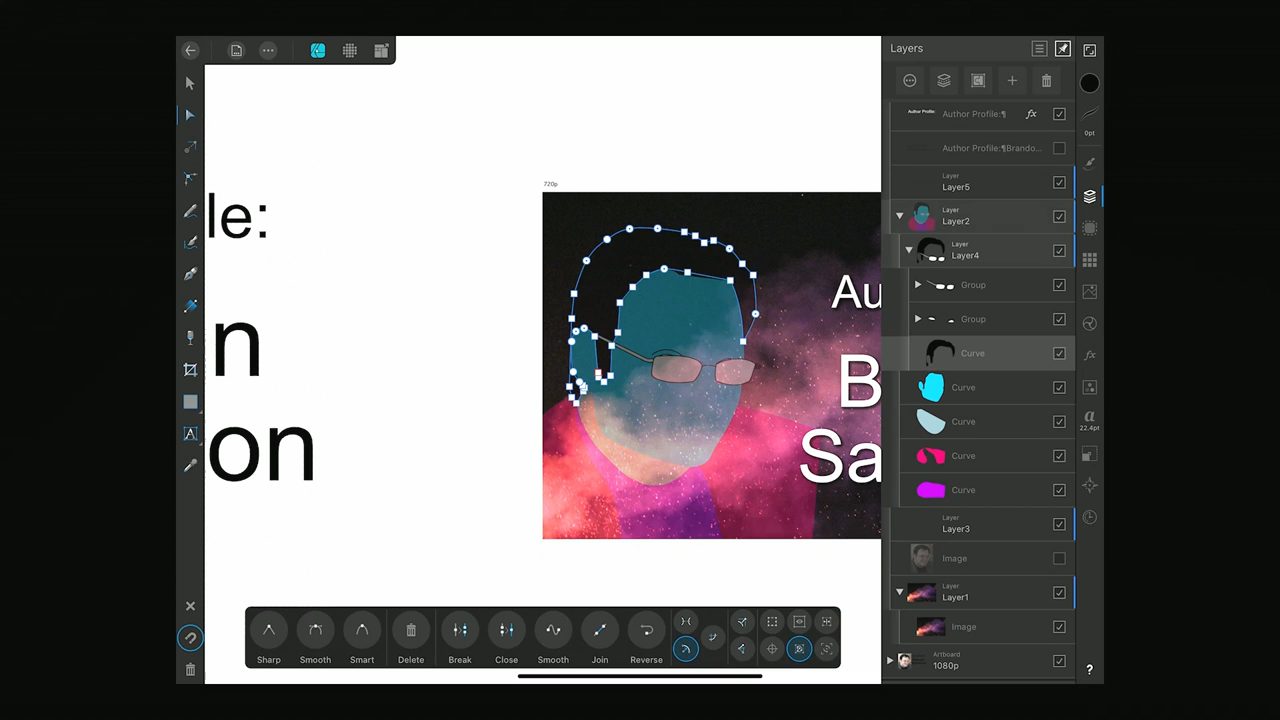 Layers
Author Profile:¶
fx
Author Profile:¶Brando...
0pt
Layer
Layer5
720p
Layer
Layer2
le:
Layer
Layer4
Group
Au
Group
n
Curve
fx
B
Curve
a
22.4pt
Curve
on
Sa
Curve
Curve
Layer
Layer3
Image
Layer
Layer1
Image
Sharp
Smooth
Smart
Delete
Break
Close
Smooth
Join
Reverse
Artboard
1080p
?